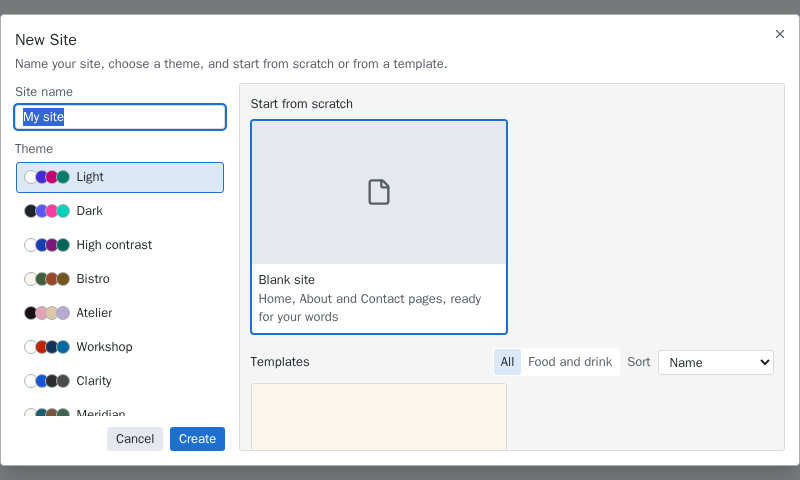 New Site
Name your site, choose a theme, and start from scratch or from a template.
Site name
My site
Theme
Light
Dark
High contrast
Bistro
Atelier
Workshop
Clarity
Meridian
Cancel
Create
Start from scratch
Blank site
Home, About and Contact pages, ready
for your words
Templates
All
Food and drink
Sort
Name